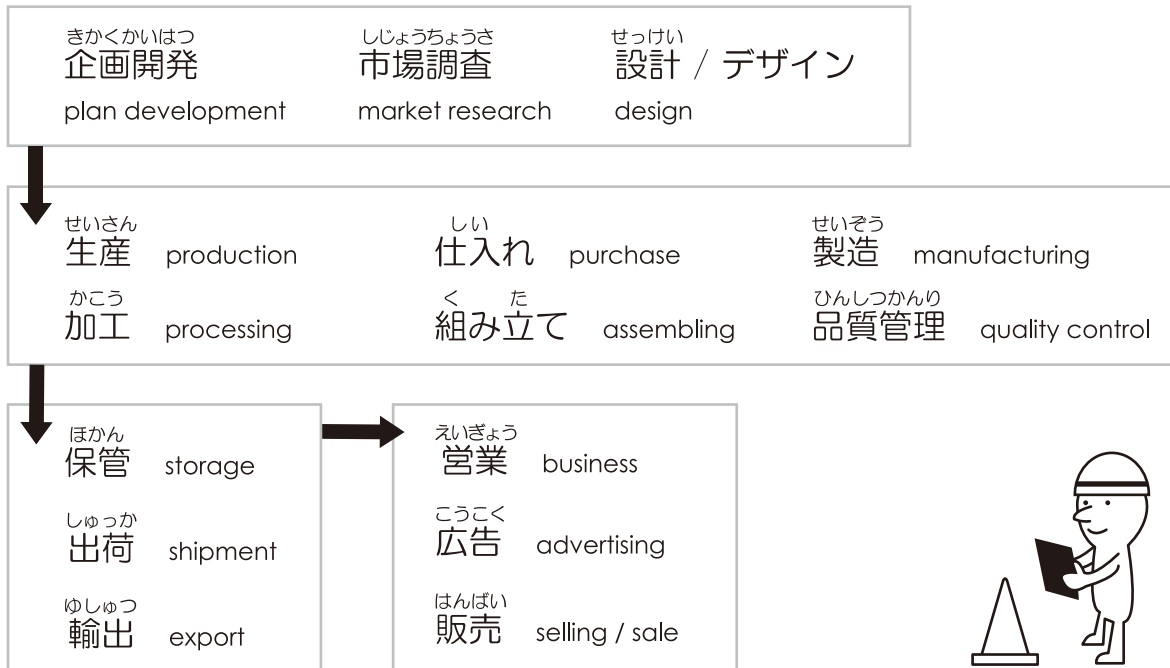 きかくかいはつ しじょうちょうさ せっけい
企画開発 市場調査 設計 / デザイン
plan development market research design
せいさん しい せいぞう
生産 production 仕入れ purchase 製造 manufacturing
かこう く た ひんしつかんり
加工 processing 組み立て assembling 品質管理 quality control
ほかん
保管 storage
しゅっか
出荷 shipment
ゆしゅつ
輸出 export
えいぎょう
営業 business
こうこく
広告 advertising
はんばい
販売 selling / sale